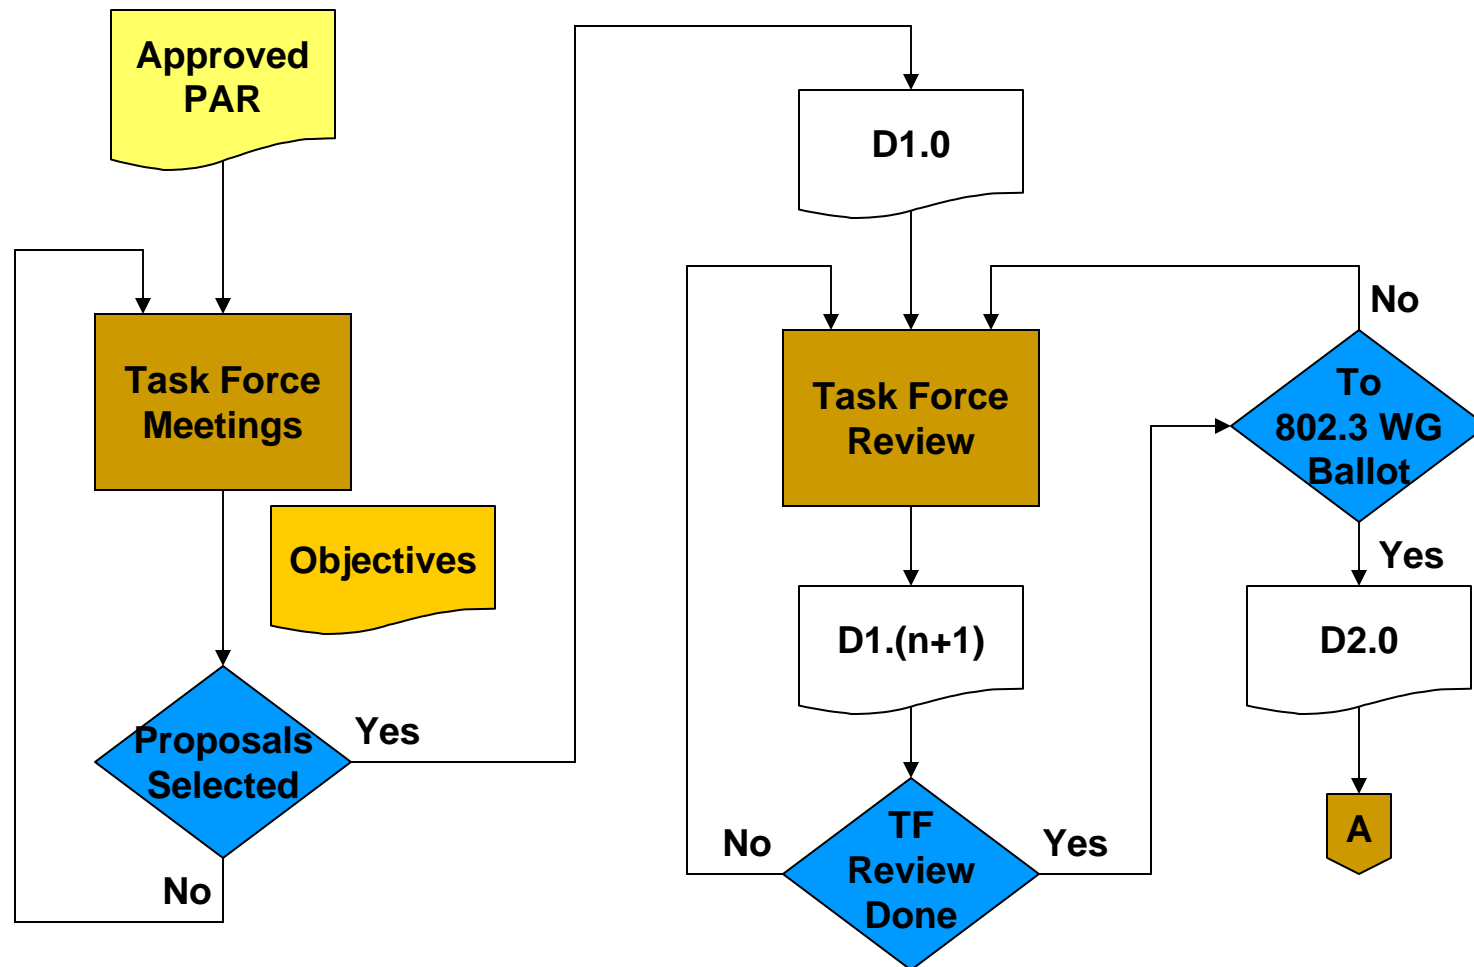 Approved
PAR
Task Force
Meetings
Objectives
Proposals
Selected
Yes
No
D1.0
Task Force
Review
D1.(n+1)
TF
Review
Done
No
Yes
To
802.3 WG
Ballot
No
Yes
D2.0
A